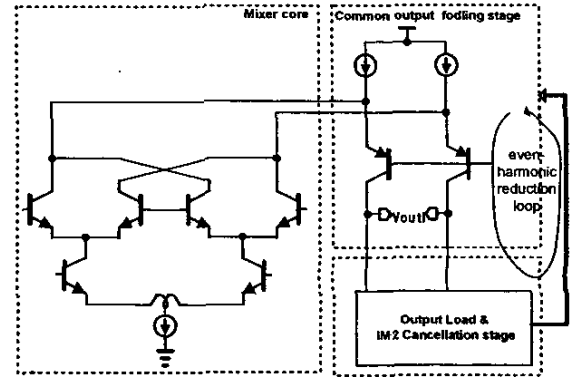 Mixer core
Common output fodling stage
even-
harmonic
reduction
loop
Vout
Output Load &
IM2 Cancellation stage